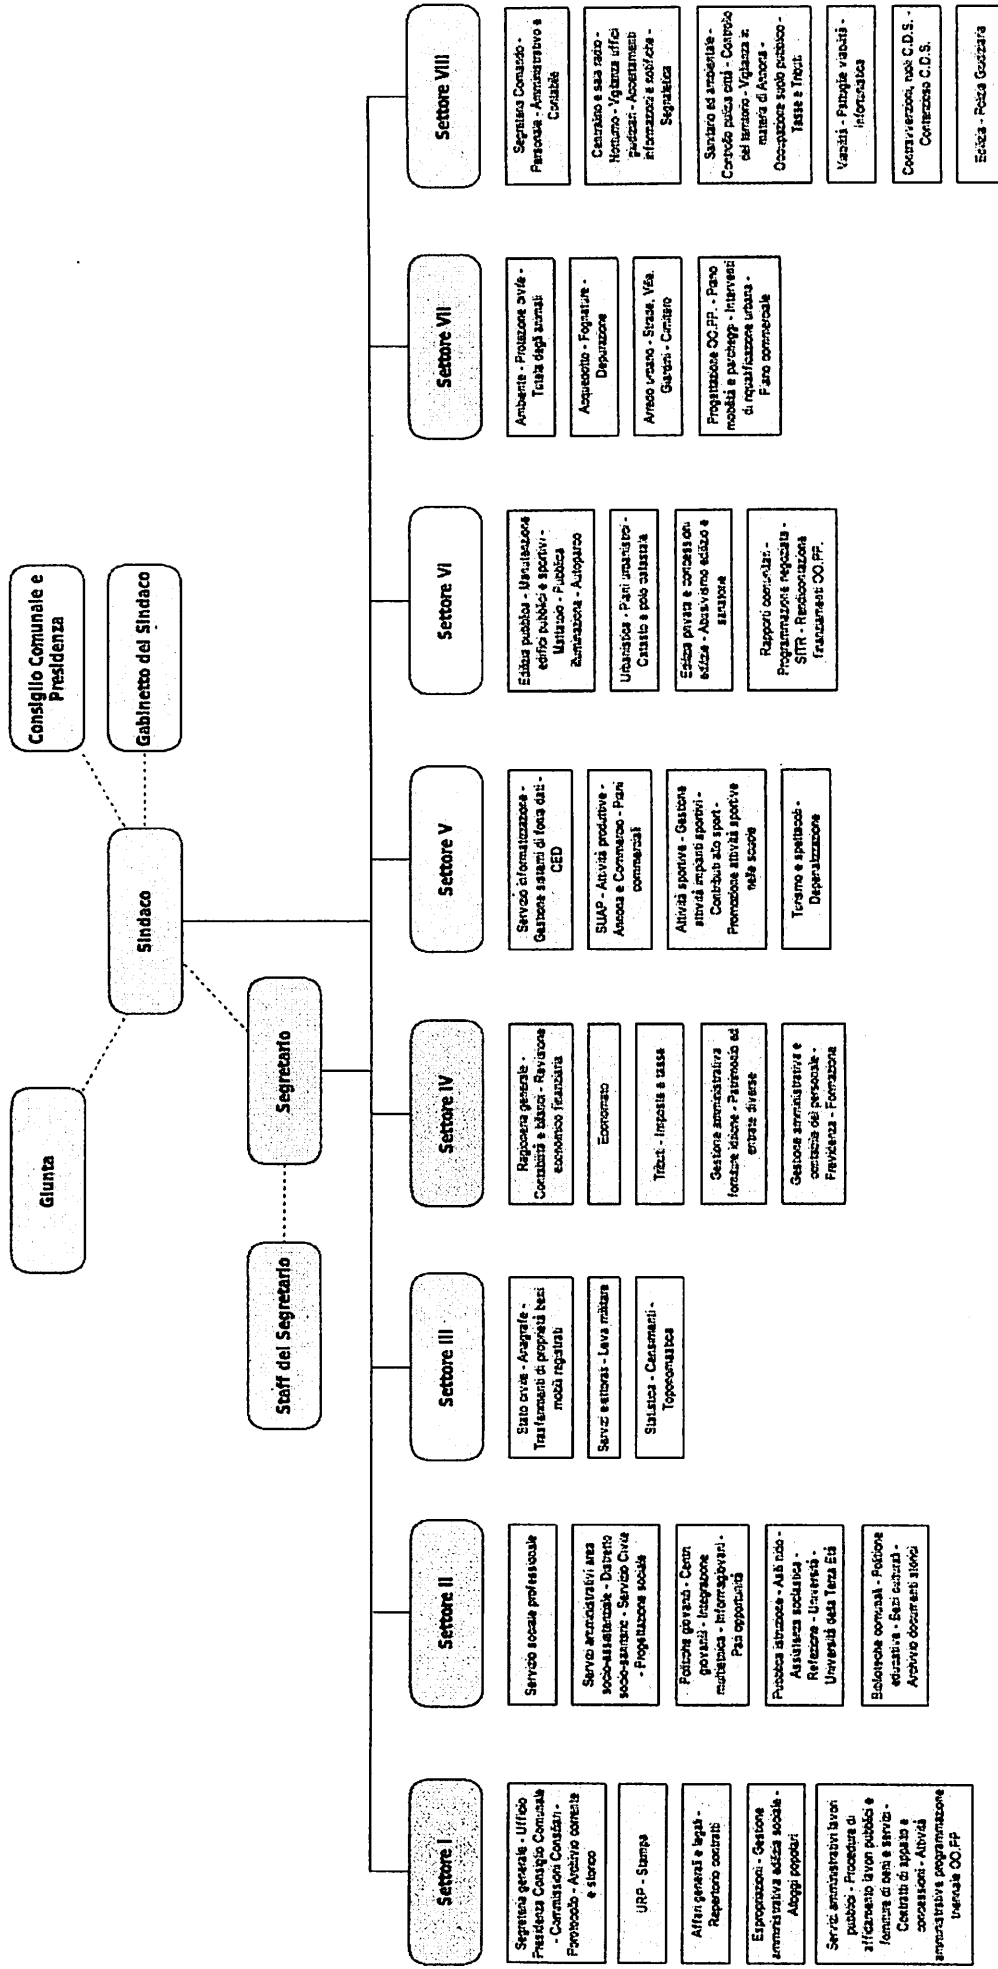 Giunta
Consiglio Comunale e
Presidenza
Sindaco
Gabinetto del Sindaco
Staff del Segretario
Segretario
Settore I
Segreteria generale - Ufficio
Presidenza Consiglio Comunale
- Commissioni Consiliari -
Porotocollo - Archivio corrente
e storico
URP - Stampa
Affari generali e legali -
Repertorio contratti
Espropriazioni - Gestione
amministrativa edilizia sociale -
Alloggi popolari
Servizi amministrativi lavori
pubblici - Procedura di
affidamento lavori pubblici e
forniture di beni e servizi -
Contratti di appalto e
concessioni - Attività
amministrativa programmazione
triennale OO.PP
Settore II
Servizio sociale professionale
Servizi amministrativi area
socio-assistenziale - Distretto
socio-sanitario - Servizio Civile
- Progettazione sociale
Politiche giovanili - Centri
giovanili - Integrazione
multietnica - Informagiovani -
Pari opportunità
Pubblica istruzione - Asili nido -
Assistenza scolastica -
Refezione - Università -
Università della Terza Età
Biblioteche comunali - Politiche
educative - Beni culturali -
Archivio documenti storici
Settore III
Stato civile - Anagrafe -
Trasferimenti di proprietà beni
mobili registrati
Servizi elettorali - Leva militare
Statistica - Censimenti -
Toponomastica
Settore IV
Ragioneria generale -
Contabilità e bilanci - Revisione
economico finanziaria
Economato
Tributi - Imposte e tasse
Gestione amministrativa
forniture idriche - Patrimonio ed
entrate diverse
Gestione amministrativa e
contabile del personale -
Previdenza - Formazione
Settore V
Servizio informatizzazione -
Gestione sistemi di fonia dati -
CED
SUAP - Attività produttive -
Annona e Commercio - Piani
commerciali
Attività sportive - Gestione
attività impianti sportivi -
Contributi allo sport -
Promozione attività sportive
nelle scuole
Turismo e spettacoli -
Depenalizzazione
Settore VI
Edilizia pubblica - Manutenzione
edifici pubblici e sportivi -
Mattatoio - Pubblica
illuminazione - Autoparco
Urbanistica - Piani urbanistici -
Catasto e polo catastale
Edilizia privata e concessioni
edilizie - Abusivismo edilizio e
sanatorie
Rapporti comunitari -
Programmazione negoziata -
SITR - Rendicontazione
finanziamenti OO.PP.
Settore VII
Ambiente - Protezione civile -
Tutela degli animali
Acquedotto - Fognature -
Depurazione
Arredo urbano - Strade, Ville,
Giardini - Cimitero
Progettazione OO.PP. - Piano
mobilità e parcheggi - Interventi
di riqualificazione urbana -
Piano commerciale
Settore VIII
Segreteria Comando -
Personale - Amministrativo e
Contabile
Centralino e sala radio -
Notturno - Vigilanza uffici
giudiziari - Accertamenti
informazioni e notifiche -
Segnaletica
Sanitario ed ambientale -
Controllo pulizia città - Controllo
del territorio - Vigilanza in
materia di Annona -
Occupazione suolo pubblico -
Tasse e Tributi
Viabilità - Pattuglie viabilità -
Infortunistica
Contravvenzioni, ruoli C.D.S. -
Contenzioso C.D.S.
Edilizia - Polizia Giudiziaria